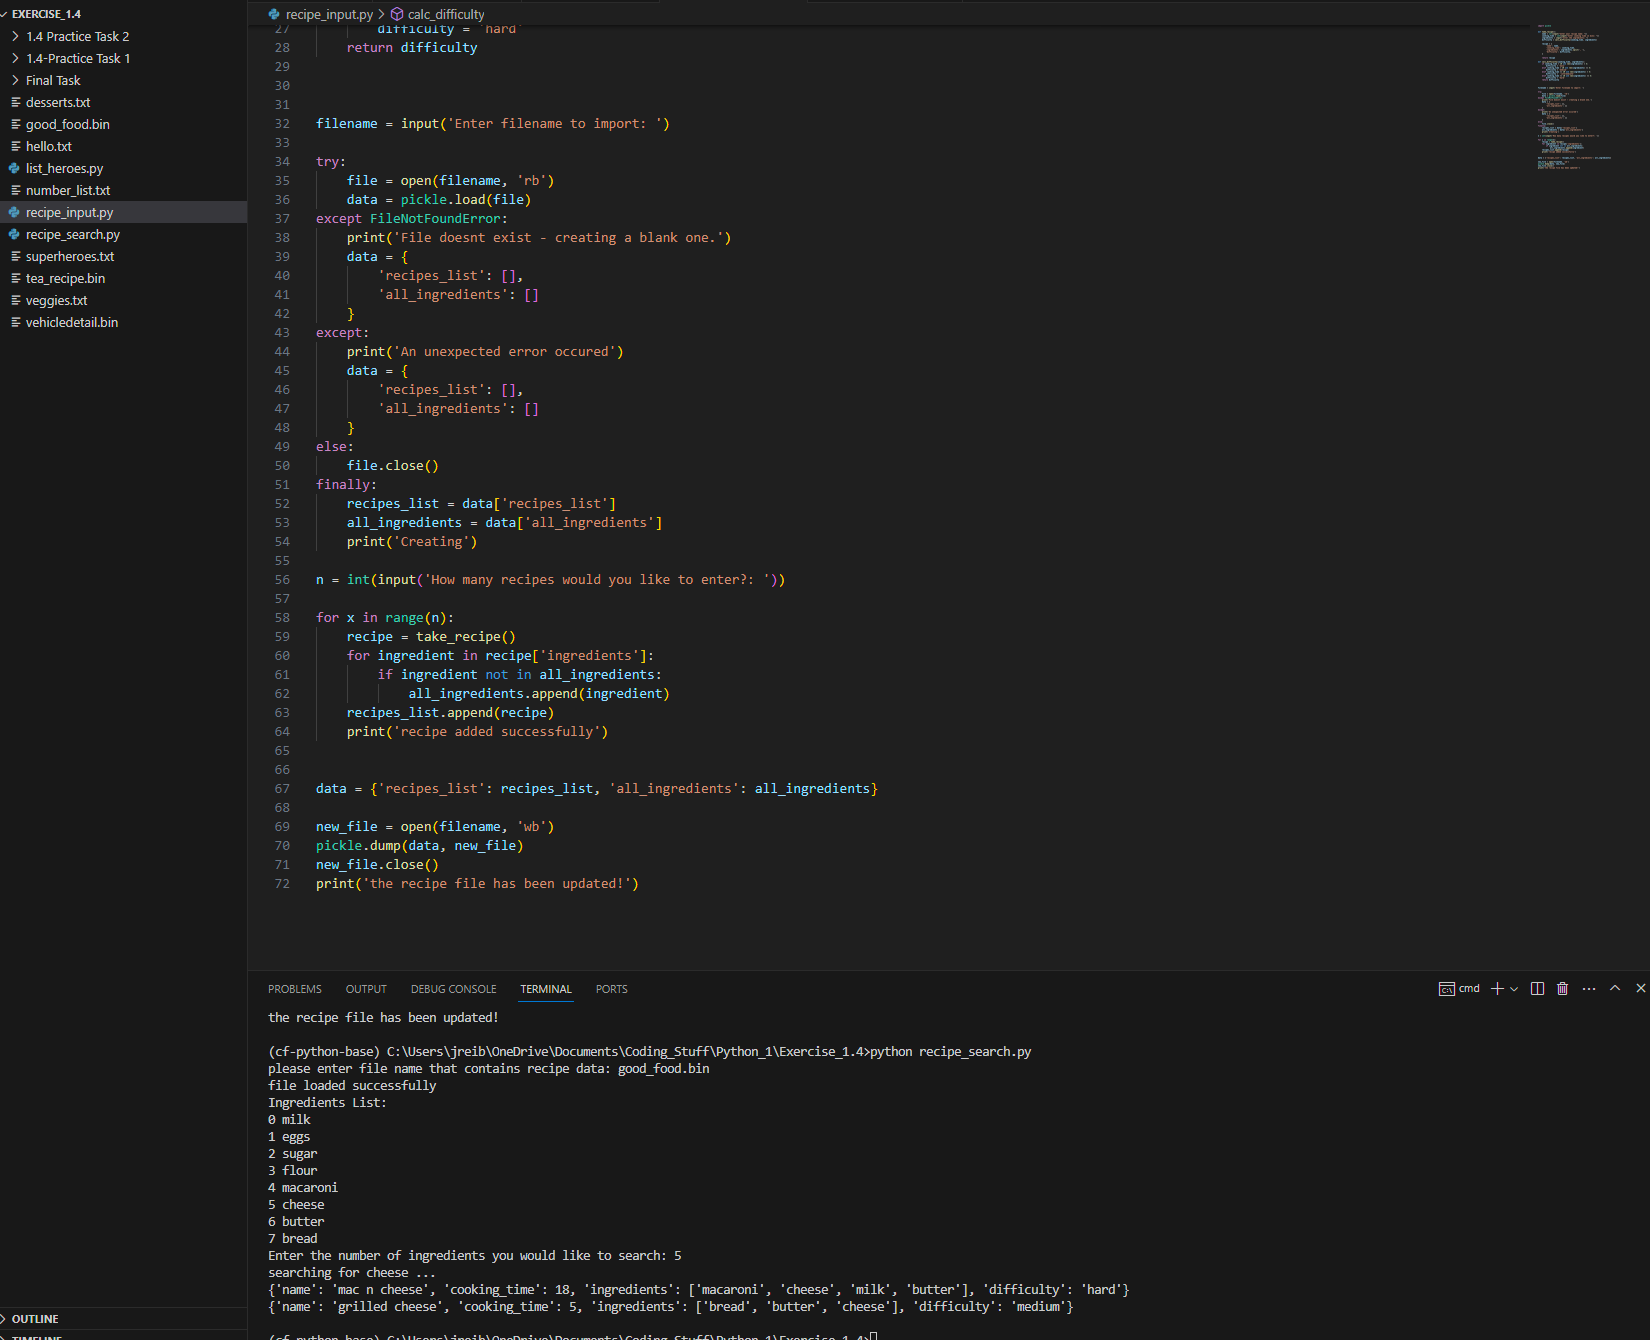 EXERCISE_1.4
1.4 Practice Task 2
1.4-Practice Task 1
Final Task
desserts.txt
good_food.bin
hello.txt
list_heroes.py
number_list.txt
recipe_input.py
recipe_search.py
superheroes.txt
tea_recipe.bin
veggies.txt
vehicledetail.bin
OUTLINE
TIMELINE
recipe_input.py > calc_difficulty
27 difficulty = 'hard'
28 return difficulty
29
30
31
32 filename = input('Enter filename to import: ')
33
34 try:
35 file = open(filename, 'rb')
36 data = pickle.load(file)
37 except FileNotFoundError:
38 print('File doesnt exist - creating a blank one.')
39 data = {
40 'recipes_list': [],
41 'all_ingredients': []
42 }
43 except:
44 print('An unexpected error occured')
45 data = {
46 'recipes_list': [],
47 'all_ingredients': []
48 }
49 else:
50 file.close()
51 finally:
52 recipes_list = data['recipes_list']
53 all_ingredients = data['all_ingredients']
54 print('Creating')
55
56 n = int(input('How many recipes would you like to enter?: '))
57
58 for x in range(n):
59 recipe = take_recipe()
60 for ingredient in recipe['ingredients']:
61 if ingredient not in all_ingredients:
62 all_ingredients.append(ingredient)
63 recipes_list.append(recipe)
64 print('recipe added successfully')
65
66
67 data = {'recipes_list': recipes_list, 'all_ingredients': all_ingredients}
68
69 new_file = open(filename, 'wb')
70 pickle.dump(data, new_file)
71 new_file.close()
72 print('the recipe file has been updated!')
PROBLEMS OUTPUT DEBUG CONSOLE TERMINAL PORTS cmd
the recipe file has been updated!
(cf-python-base) C:\Users\jreib\OneDrive\Documents\Coding_Stuff\Python_1\Exercise_1.4>python recipe_search.py
please enter file name that contains recipe data: good_food.bin
file loaded successfully
Ingredients List:
0 milk
1 eggs
2 sugar
3 flour
4 macaroni
5 cheese
6 butter
7 bread
Enter the number of ingredients you would like to search: 5
searching for cheese ...
{'name': 'mac n cheese', 'cooking_time': 18, 'ingredients': ['macaroni', 'cheese', 'milk', 'butter'], 'difficulty': 'hard'}
{'name': 'grilled cheese', 'cooking_time': 5, 'ingredients': ['bread', 'butter', 'cheese'], 'difficulty': 'medium'}
(cf-python-base) C:\Users\jreib\OneDrive\Documents\Coding_Stuff\Python_1\Exercise_1.4>